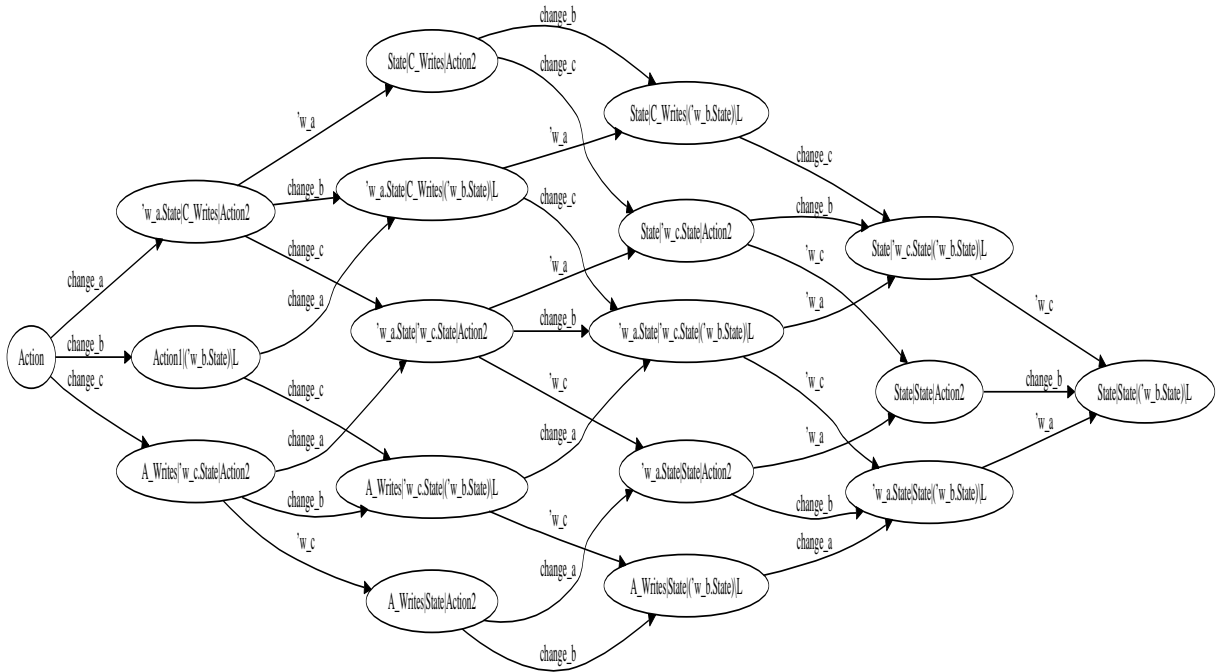 change_b
State|C_Writes|Action2
change_c
State|C_Writes|('w_b.State)|L
'w_a
'w_a
change_c
change_b
'w_a.State|C_Writes|('w_b.State)|L
'w_a.State|C_Writes|Action2
change_c
change_b
State|'w_c.State|Action2
State|'w_c.State|('w_b.State)|L
change_c
'w_a
'w_c
change_a
change_a
'w_a
'w_c
'w_a.State|'w_c.State|Action2
change_b
'w_a.State|'w_c.State|('w_b.State)|L
Action
change_b
Action1|('w_b.State)|L
change_c
change_c
'w_c
'w_c
State|State|Action2
change_b
State|State|('w_b.State)|L
change_a
change_a
'w_a
'w_a
A_Writes|'w_c.State|Action2
'w_a.State|State|Action2
A_Writes|'w_c.State|('w_b.State)|L
'w_a.State|State|('w_b.State)|L
change_b
change_b
'w_c
'w_c
change_a
change_a
A_Writes|State|('w_b.State)|L
A_Writes|State|Action2
change_b